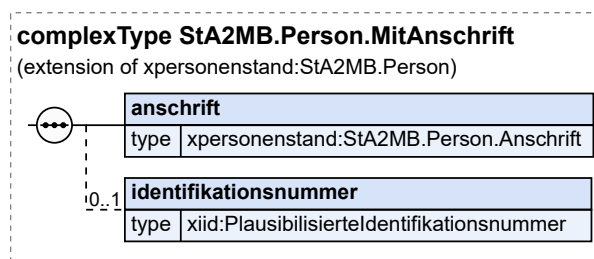 complexType StA2MB.Person.MitAnschrift
(extension of xpersonenstand:StA2MB.Person)
anschrift
type xpersonenstand:StA2MB.Person.Anschrift
0..1 identifikationsnummer
type xiid:PlausibilisierteIdentifikationsnummer